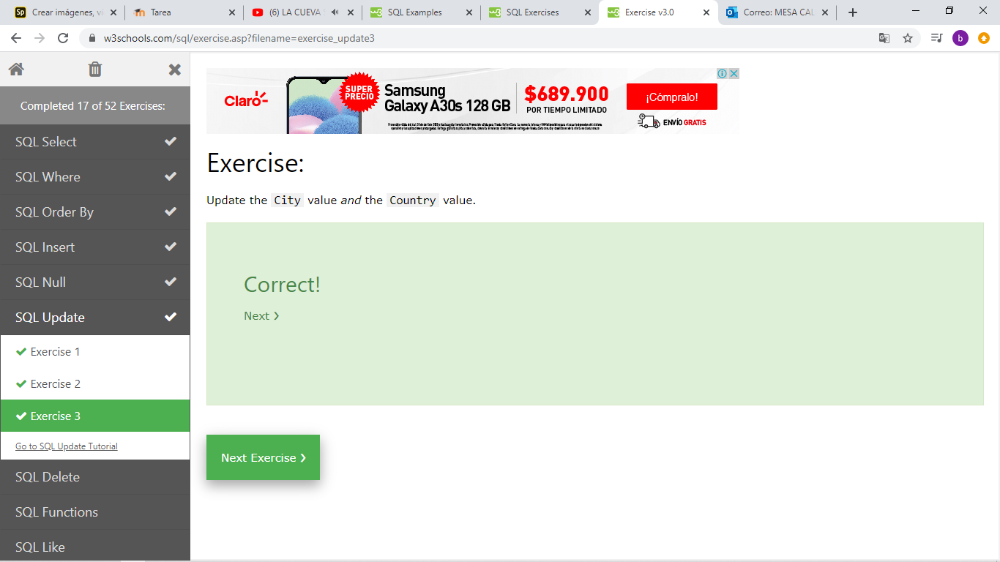 Crear imágenes, ví
Tarea
(6) LA CUEVA S
SQL Examples
SQL Exercises
Exercise v3.0
Correo: MESA CAL
w3schools.com/sql/exercise.asp?filename=exercise_update3
b
Completed 17 of 52 Exercises:
SQL Select
SQL Where
SQL Order By
SQL Insert
SQL Null
SQL Update
Exercise 1
Exercise 2
Exercise 3
Go to SQL Update Tutorial
SQL Delete
SQL Functions
SQL Like
Claro
SUPER
PRECIO
Samsung
Galaxy A30s 128 GB
$689.900
POR TIEMPO LIMITADO
¡Cómpralo!
ENVÍO GRATIS
Exercise:
Update the City value and the Country value.
Correct!
Next ❯
Next Exercise ❯